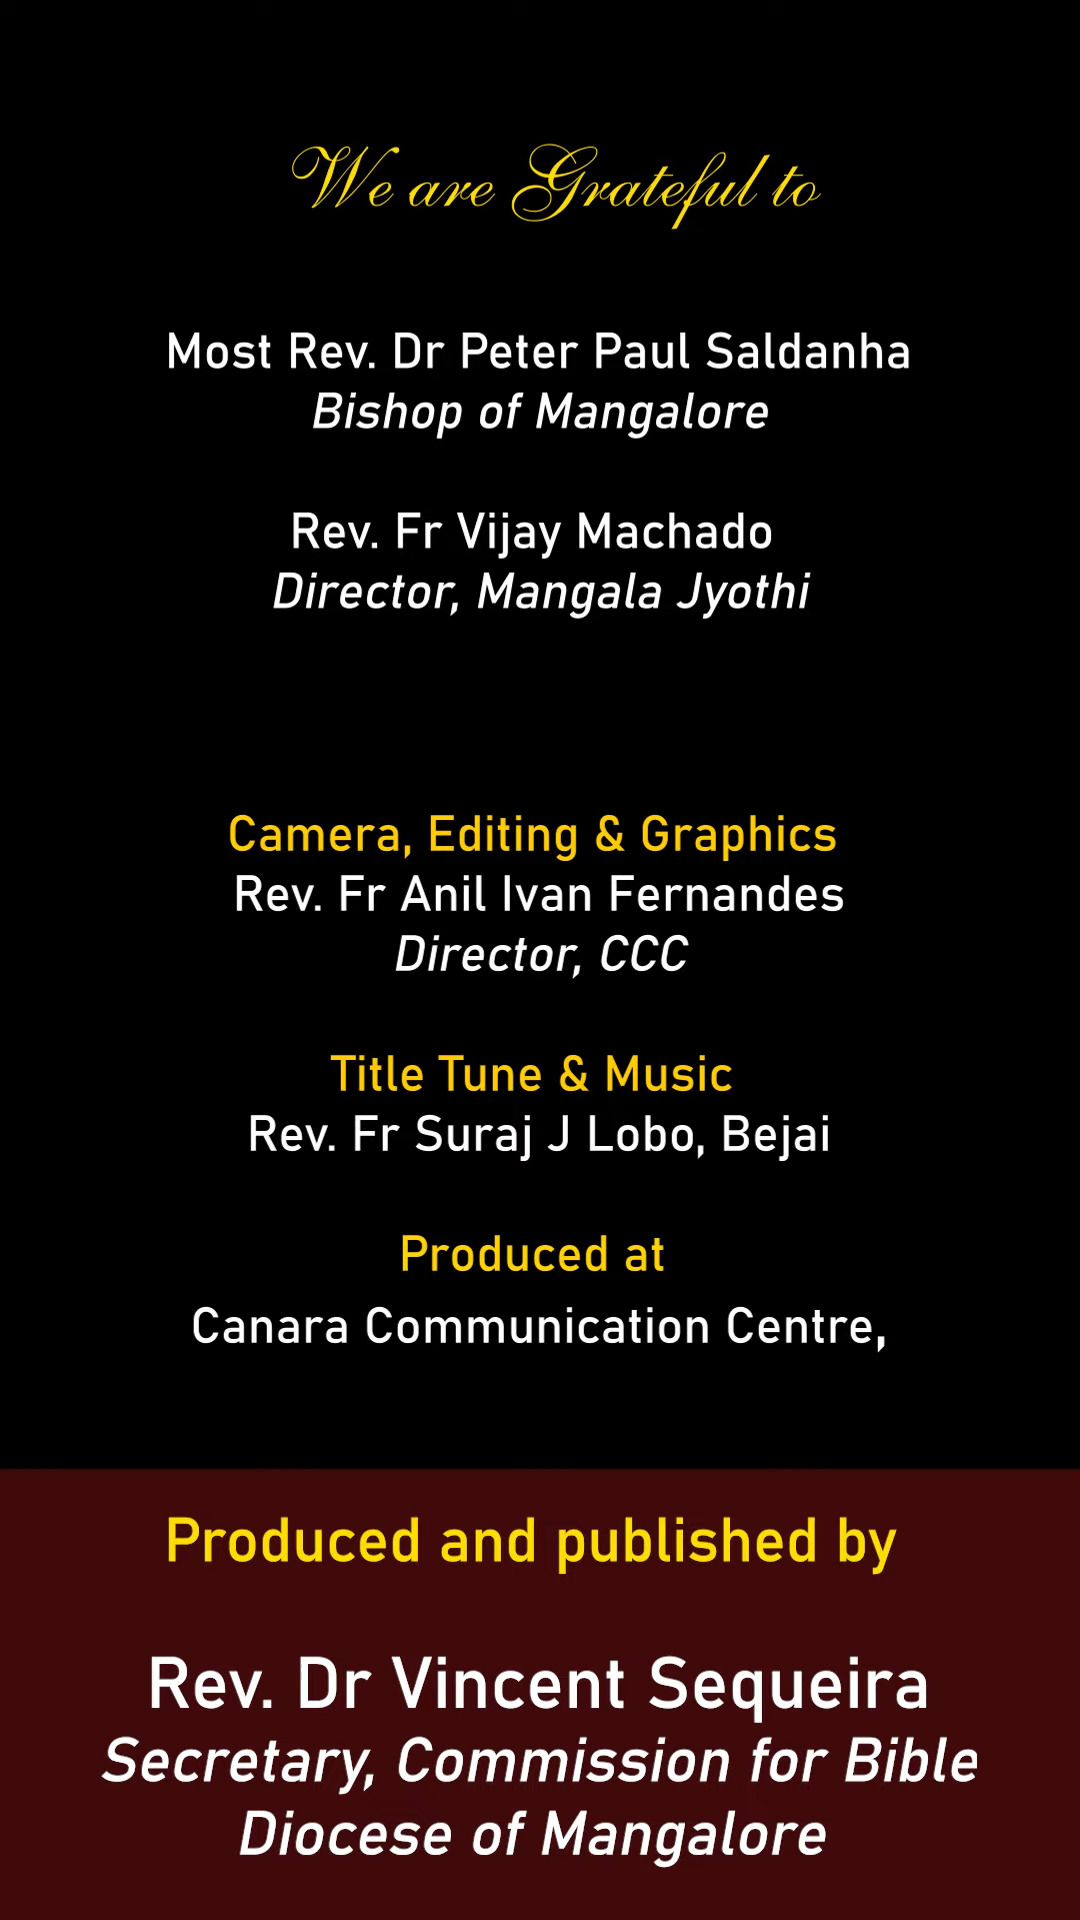 We are Grateful to
Most Rev. Dr Peter Paul Saldanha
Bishop of Mangalore
Rev. Fr Vijay Machado
Director, Mangala Jyothi
Camera, Editing & Graphics
Rev. Fr Anil Ivan Fernandes
Director, CCC
Title Tune & Music
Rev. Fr Suraj J Lobo, Bejai
Produced at
Canara Communication Centre,
Produced and published by
Rev. Dr Vincent Sequeira
Secretary, Commission for Bible
Diocese of Mangalore